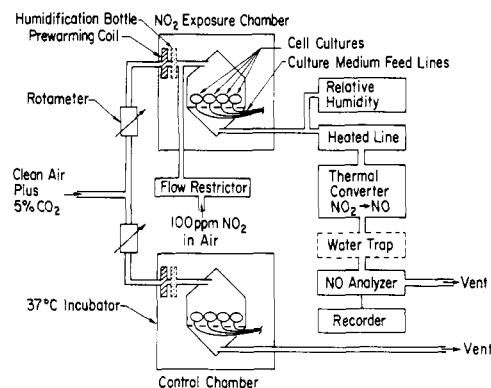 Humidification Bottle
Prewarming Coil
NO2 Exposure Chamber
Cell Cultures
Culture Medium Feed Lines
Rotameter
Relative
Humidity
Heated Line
Clean Air
Plus
5% CO2
Flow Restrictor
100ppm NO2
in Air
Thermal
Converter
NO2→NO
Water Trap
NO Analyzer
Vent
Recorder
37°C Incubator
Vent
Control Chamber